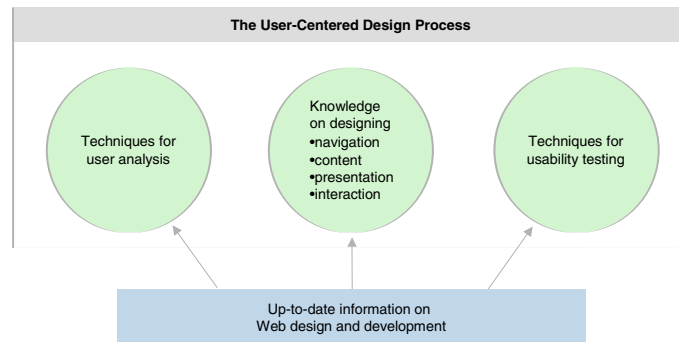 The User-Centered Design Process
Techniques for
user analysis
Knowledge
on designing
•navigation
•content
•presentation
•interaction
Techniques for
usability testing
Up-to-date information on
Web design and development